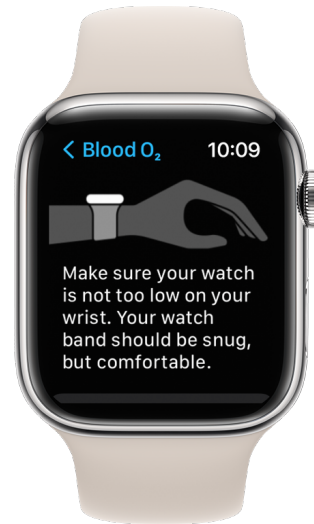 < Blood O₂ 10:09
Make sure your watch
is not too low on your
wrist. Your watch
band should be snug,
but comfortable.